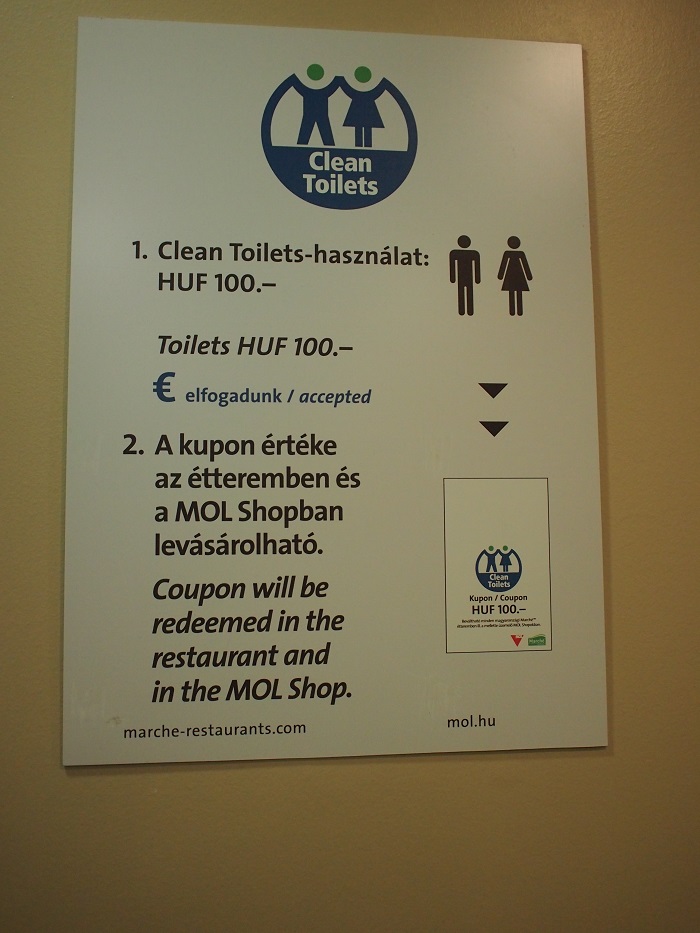 Clean
Toilets
1. Clean Toilets-használat:
HUF 100.–
Toilets HUF 100.–
€ elfogadunk / accepted
2. A kupon értéke
az étteremben és
a MOL Shopban
levásárolható.
Coupon will be
redeemed in the
restaurant and
in the MOL Shop.
Clean
Toilets
Kupon / Coupon
HUF 100.–
marche-restaurants.com
mol.hu